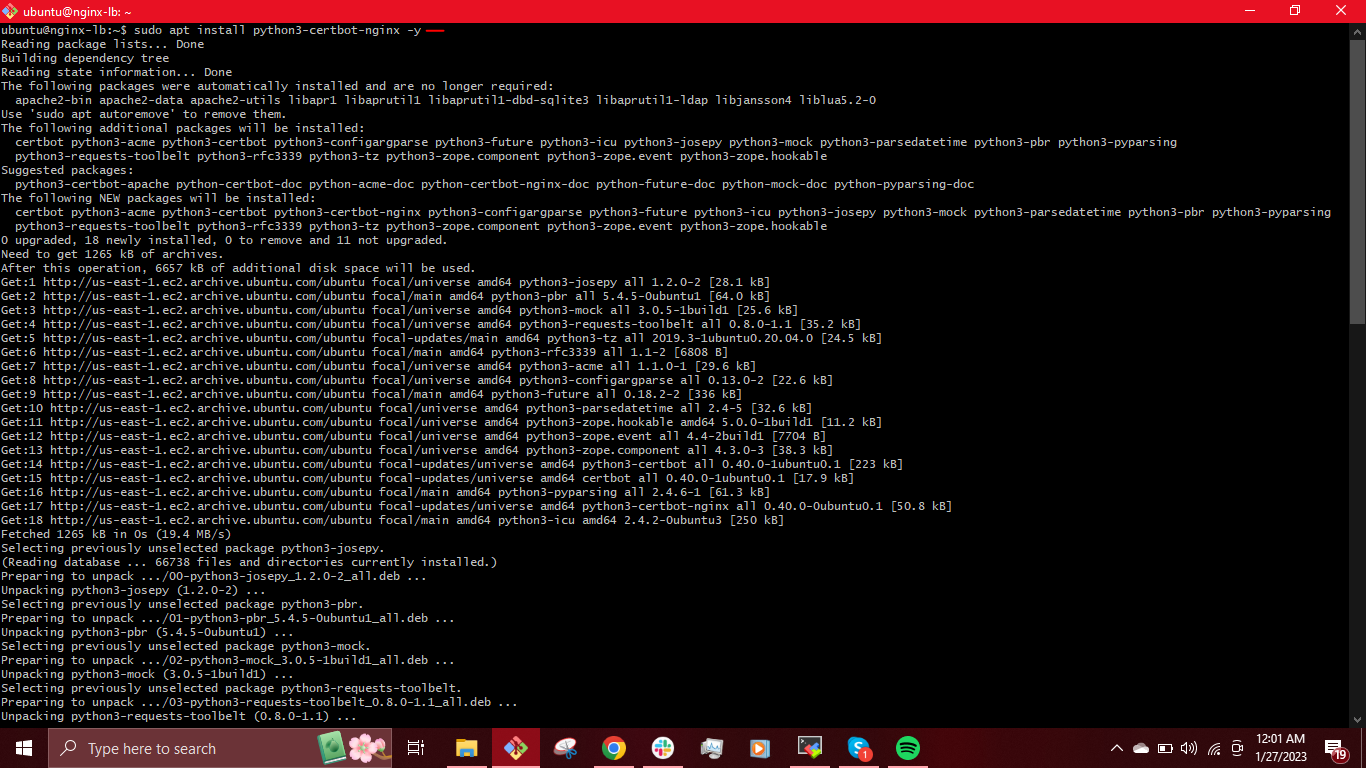 ubuntu@nginx-lb: ~
ubuntu@nginx-lb:~$ sudo apt install python3-certbot-nginx -y
Reading package lists... Done
Building dependency tree
Reading state information... Done
The following packages were automatically installed and are no longer required:
  apache2-bin apache2-data apache2-utils libapr1 libaprutil1 libaprutil1-dbd-sqlite3 libaprutil1-ldap libjansson4 liblua5.2-0
Use 'sudo apt autoremove' to remove them.
The following additional packages will be installed:
  certbot python3-acme python3-certbot python3-configargparse python3-future python3-icu python3-josepy python3-mock python3-parsedatetime python3-pbr python3-pyparsing
  python3-requests-toolbelt python3-rfc3339 python3-tz python3-zope.component python3-zope.event python3-zope.hookable
Suggested packages:
  python3-certbot-apache python-certbot-doc python-acme-doc python-certbot-nginx-doc python-future-doc python-mock-doc python-pyparsing-doc
The following NEW packages will be installed:
  certbot python3-acme python3-certbot python3-certbot-nginx python3-configargparse python3-future python3-icu python3-josepy python3-mock python3-parsedatetime python3-pbr python3-pyparsing
  python3-requests-toolbelt python3-rfc3339 python3-tz python3-zope.component python3-zope.event python3-zope.hookable
0 upgraded, 18 newly installed, 0 to remove and 11 not upgraded.
Need to get 1265 kB of archives.
After this operation, 6657 kB of additional disk space will be used.
Get:1 http://us-east-1.ec2.archive.ubuntu.com/ubuntu focal/universe amd64 python3-josepy all 1.2.0-2 [28.1 kB]
Get:2 http://us-east-1.ec2.archive.ubuntu.com/ubuntu focal/main amd64 python3-pbr all 5.4.5-0ubuntu1 [64.0 kB]
Get:3 http://us-east-1.ec2.archive.ubuntu.com/ubuntu focal/universe amd64 python3-mock all 3.0.5-1build1 [25.6 kB]
Get:4 http://us-east-1.ec2.archive.ubuntu.com/ubuntu focal/universe amd64 python3-requests-toolbelt all 0.8.0-1.1 [35.2 kB]
Get:5 http://us-east-1.ec2.archive.ubuntu.com/ubuntu focal-updates/main amd64 python3-tz all 2019.3-1ubuntu0.20.04.0 [24.5 kB]
Get:6 http://us-east-1.ec2.archive.ubuntu.com/ubuntu focal/main amd64 python3-rfc3339 all 1.1-2 [6808 B]
Get:7 http://us-east-1.ec2.archive.ubuntu.com/ubuntu focal/universe amd64 python3-acme all 1.1.0-1 [29.6 kB]
Get:8 http://us-east-1.ec2.archive.ubuntu.com/ubuntu focal/universe amd64 python3-configargparse all 0.13.0-2 [22.6 kB]
Get:9 http://us-east-1.ec2.archive.ubuntu.com/ubuntu focal/main amd64 python3-future all 0.18.2-2 [336 kB]
Get:10 http://us-east-1.ec2.archive.ubuntu.com/ubuntu focal/universe amd64 python3-parsedatetime all 2.4-5 [32.6 kB]
Get:11 http://us-east-1.ec2.archive.ubuntu.com/ubuntu focal/universe amd64 python3-zope.hookable amd64 5.0.0-1build1 [11.2 kB]
Get:12 http://us-east-1.ec2.archive.ubuntu.com/ubuntu focal/universe amd64 python3-zope.event all 4.4-2build1 [7704 B]
Get:13 http://us-east-1.ec2.archive.ubuntu.com/ubuntu focal/universe amd64 python3-zope.component all 4.3.0-3 [38.3 kB]
Get:14 http://us-east-1.ec2.archive.ubuntu.com/ubuntu focal-updates/universe amd64 python3-certbot all 0.40.0-1ubuntu0.1 [223 kB]
Get:15 http://us-east-1.ec2.archive.ubuntu.com/ubuntu focal-updates/universe amd64 certbot all 0.40.0-1ubuntu0.1 [17.9 kB]
Get:16 http://us-east-1.ec2.archive.ubuntu.com/ubuntu focal/main amd64 python3-pyparsing all 2.4.6-1 [61.3 kB]
Get:17 http://us-east-1.ec2.archive.ubuntu.com/ubuntu focal-updates/universe amd64 python3-certbot-nginx all 0.40.0-0ubuntu0.1 [50.8 kB]
Get:18 http://us-east-1.ec2.archive.ubuntu.com/ubuntu focal/main amd64 python3-icu amd64 2.4.2-0ubuntu3 [250 kB]
Fetched 1265 kB in 0s (19.4 MB/s)
Selecting previously unselected package python3-josepy.
(Reading database ... 66738 files and directories currently installed.)
Preparing to unpack .../00-python3-josepy_1.2.0-2_all.deb ...
Unpacking python3-josepy (1.2.0-2) ...
Selecting previously unselected package python3-pbr.
Preparing to unpack .../01-python3-pbr_5.4.5-0ubuntu1_all.deb ...
Unpacking python3-pbr (5.4.5-0ubuntu1) ...
Selecting previously unselected package python3-mock.
Preparing to unpack .../02-python3-mock_3.0.5-1build1_all.deb ...
Unpacking python3-mock (3.0.5-1build1) ...
Selecting previously unselected package python3-requests-toolbelt.
Preparing to unpack .../03-python3-requests-toolbelt_0.8.0-1.1_all.deb ...
Unpacking python3-requests-toolbelt (0.8.0-1.1) ...
Type here to search
1
12:01 AM
1/27/2023
19